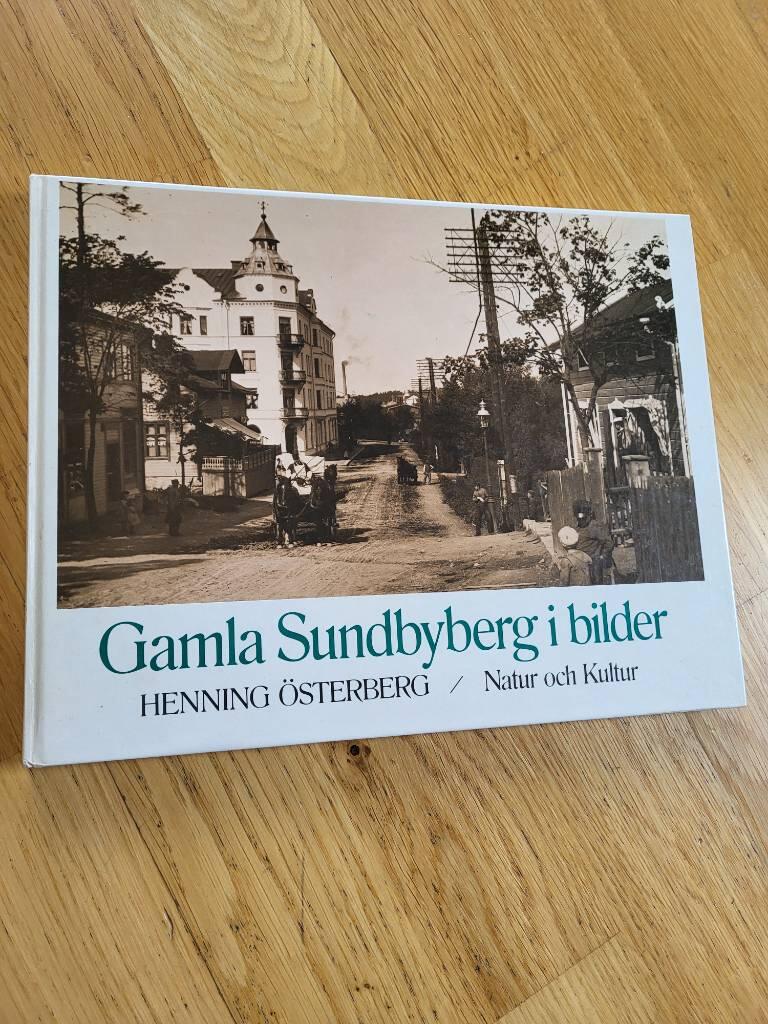 Gamla Sundbyberg i bilder
HENNING ÖSTERBERG / Natur och Kultur